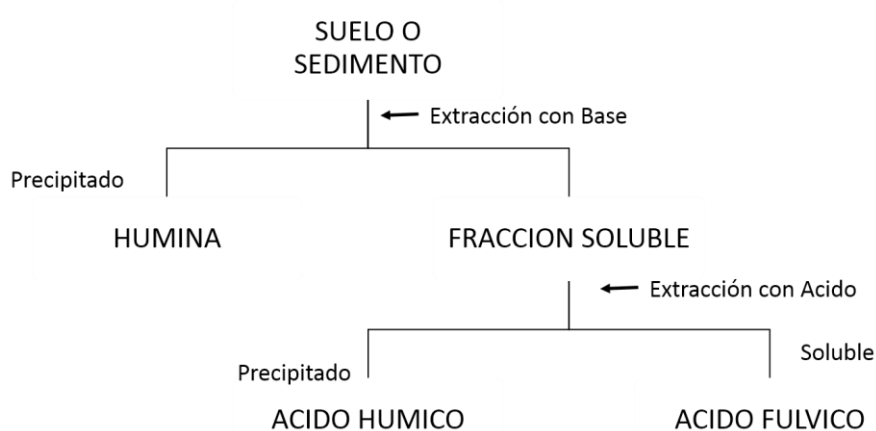 SUELO O
SEDIMENTO
Extracción con Base
Precipitado
HUMINA
FRACCION SOLUBLE
Extracción con Acido
Soluble
Precipitado
ACIDO HUMICO
ACIDO FULVICO